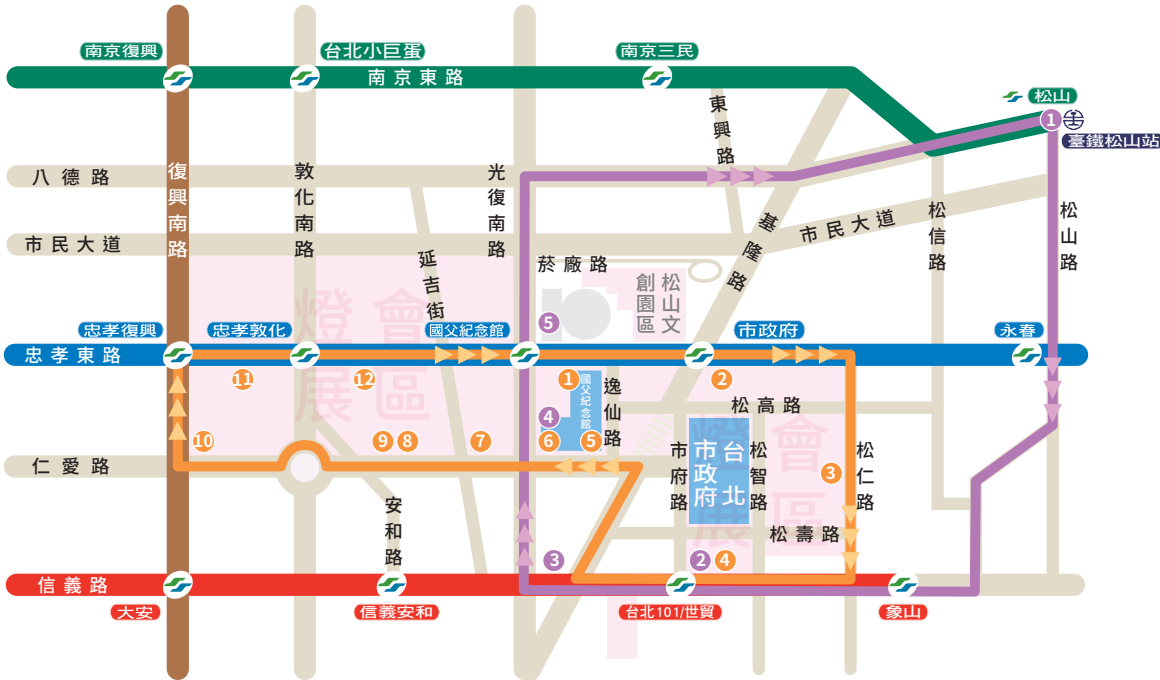 南京復興
台北小巨蛋
南京三民
南京東路
松山
1
臺鐵松山站
東興路
八德路
復興南路
敦化南路
光復南路
基隆路
市民大道
松信路
松山路
市民大道
延吉街
菸廠路
松山文
創園區
燈會
展區
5
忠孝復興
忠孝敦化
國父紀念館
市政府
永春
忠孝東路
11
12
1
國父紀念館
逸仙路
2
松高路
4
10
9
8
7
6
5
市府路
台北
市政府
松智路
燈會
展區
3
松仁路
仁愛路
安和路
松壽路
3
2
4
信義路
大安
信義安和
台北101/世貿
象山